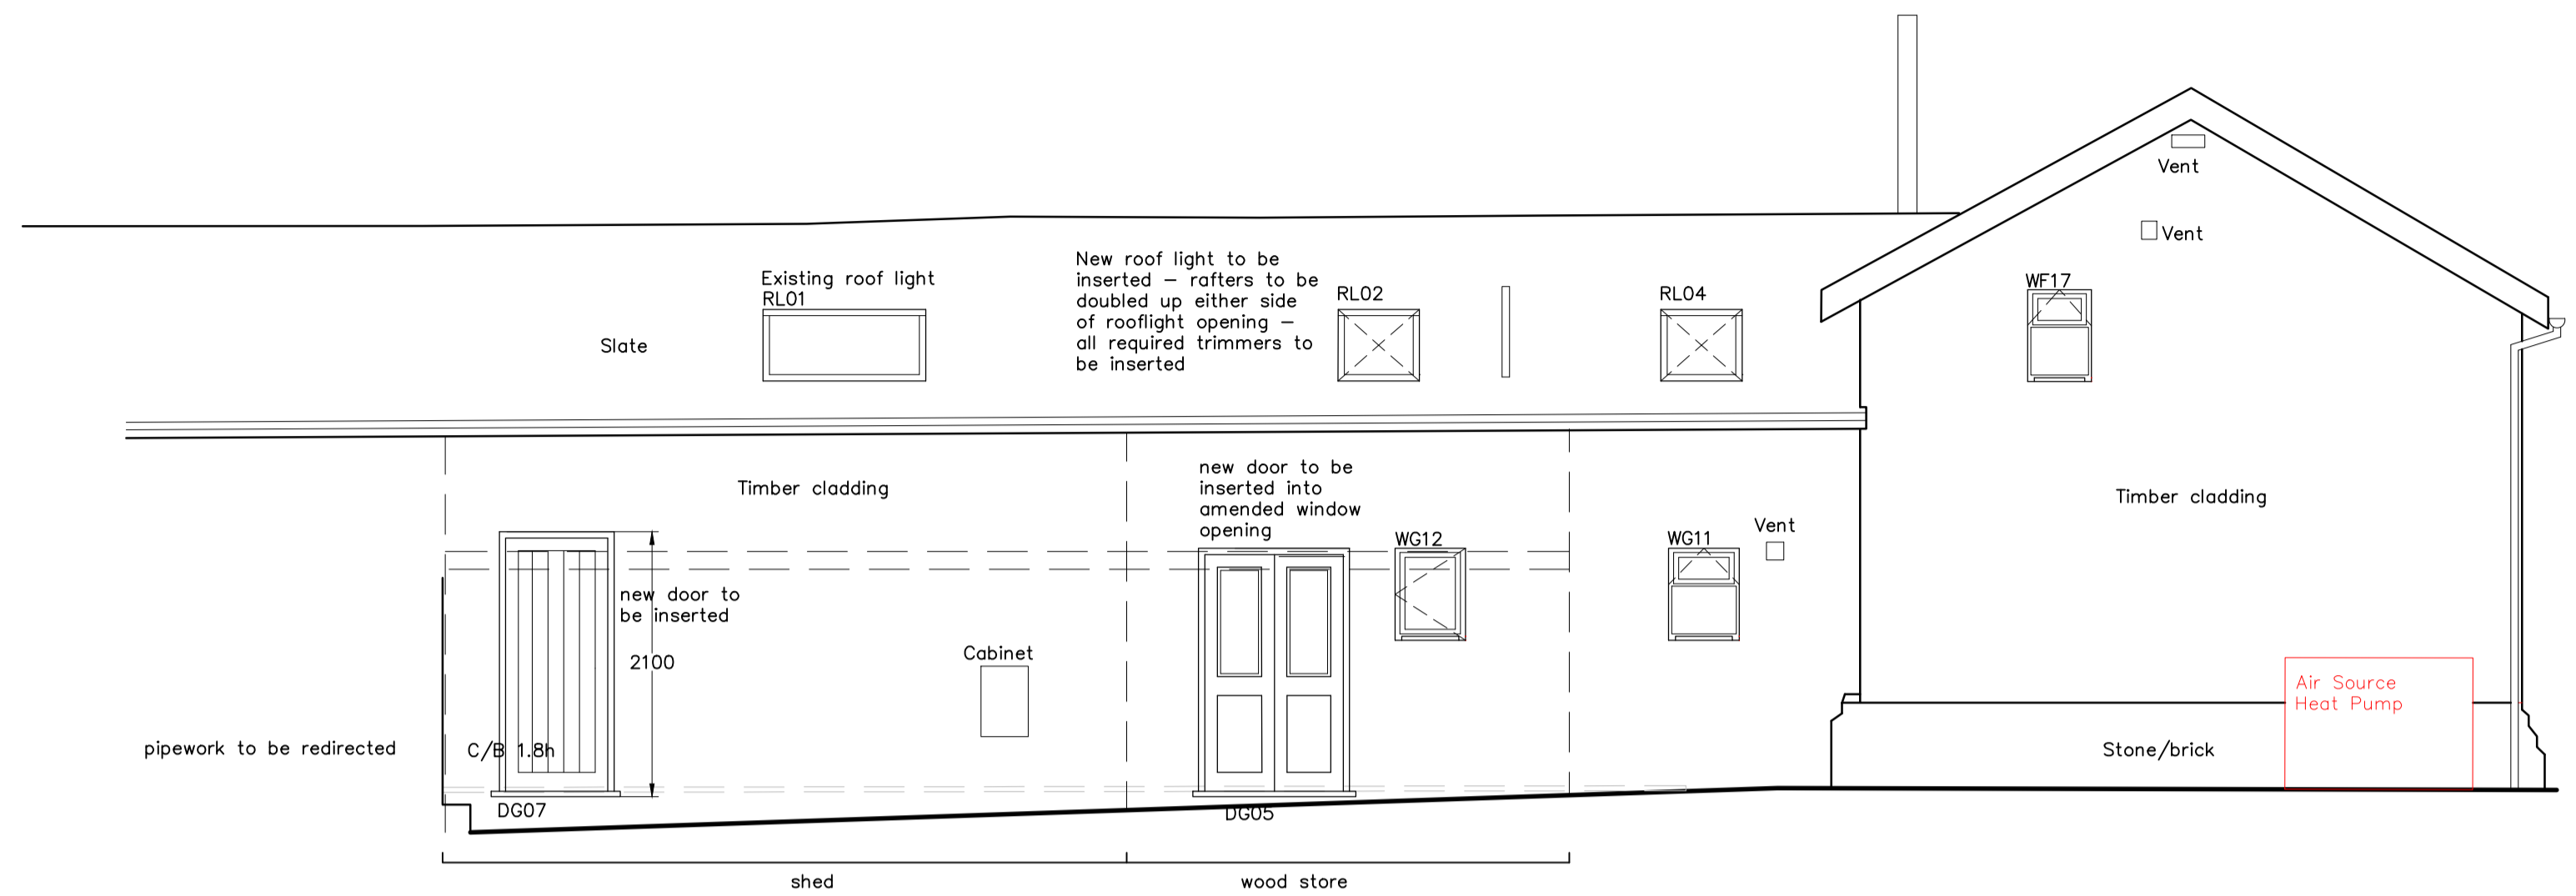 Vent
Vent
New roof light to be
inserted – rafters to be
doubled up either side
of rooflight opening –
all required trimmers to
be inserted
Existing roof light
RL01
RL02
RL04
WF17
Slate
new door to be
inserted into
amended window
opening
Timber cladding
Timber cladding
Vent
WG12
WG11
new door to
be inserted
2100
Cabinet
Air Source
Heat Pump
pipework to be redirected
C/B 1.8h
Stone/brick
DG07
DG05
shed
wood store